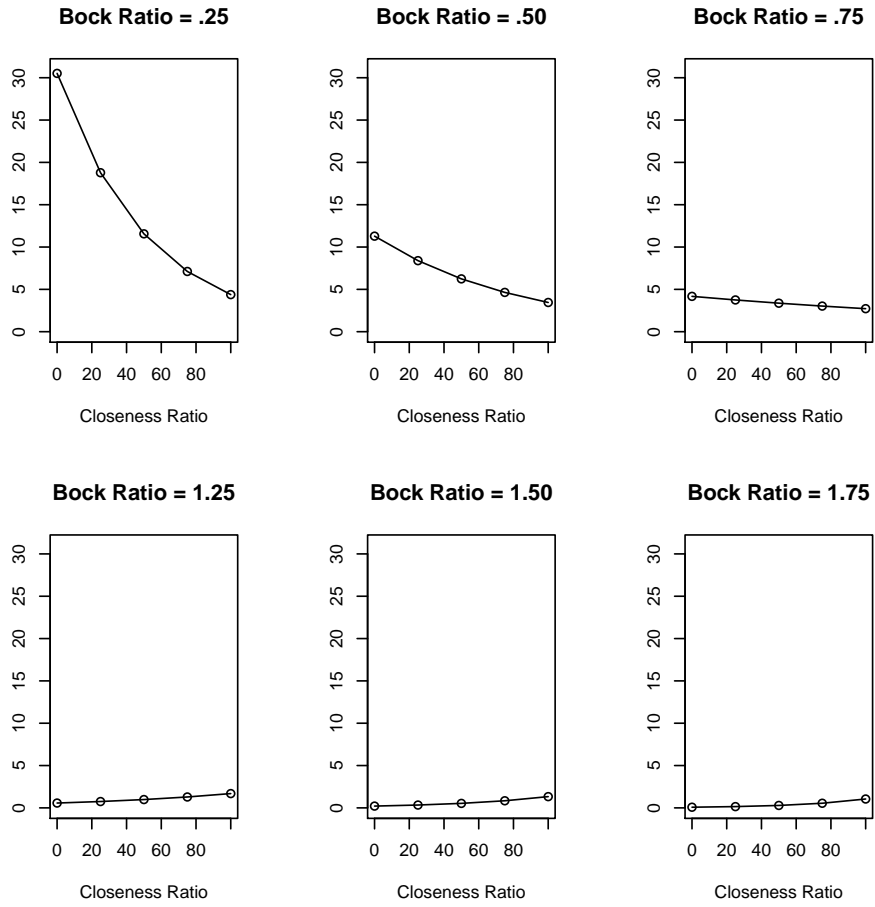 Bock Ratio = .25
30
25
20
15
10
5
0
0 20 40 60 80
Closeness Ratio
Bock Ratio = .50
30
25
20
15
10
5
0
0 20 40 60 80
Closeness Ratio
Bock Ratio = .75
30
25
20
15
10
5
0
0 20 40 60 80
Closeness Ratio
Bock Ratio = 1.25
30
25
20
15
10
5
0
0 20 40 60 80
Closeness Ratio
Bock Ratio = 1.50
30
25
20
15
10
5
0
0 20 40 60 80
Closeness Ratio
Bock Ratio = 1.75
30
25
20
15
10
5
0
0 20 40 60 80
Closeness Ratio